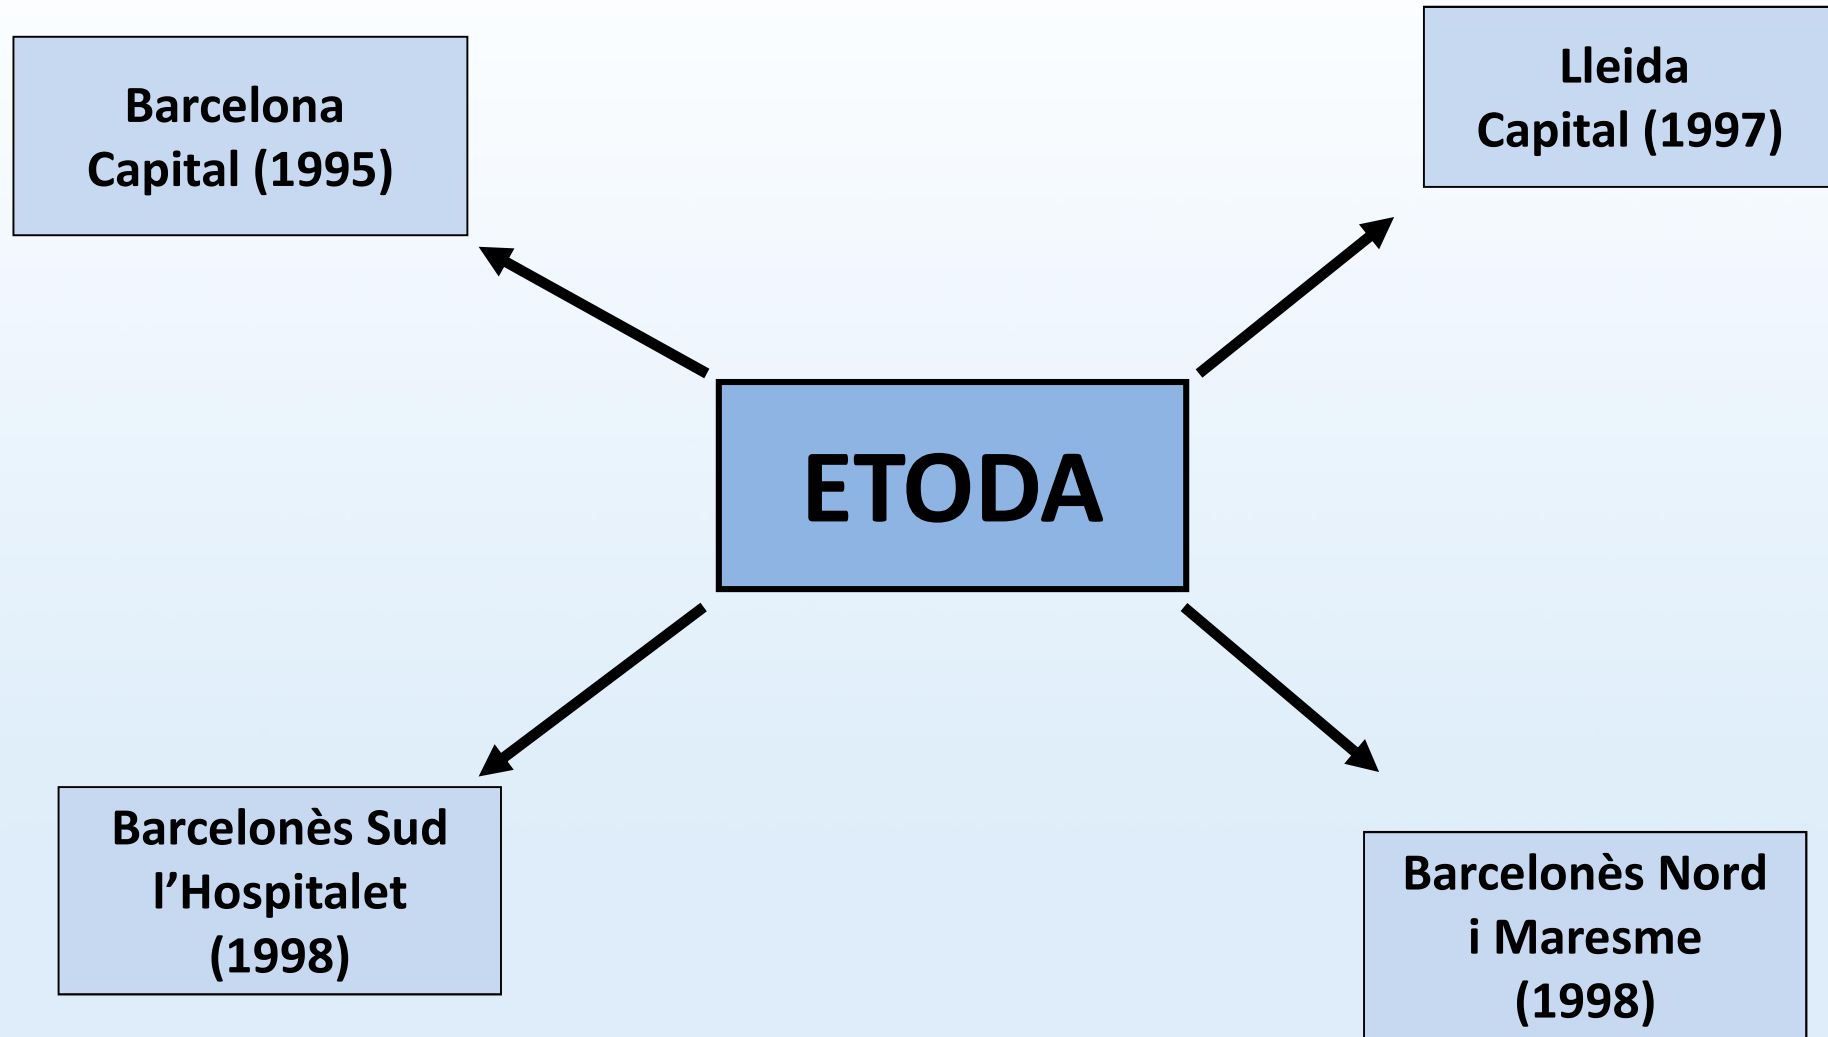 Barcelona
Capital (1995)
Lleida
Capital (1997)
ETODA
Barcelonès Sud
l’Hospitalet
(1998)
Barcelonès Nord
i Maresme
(1998)